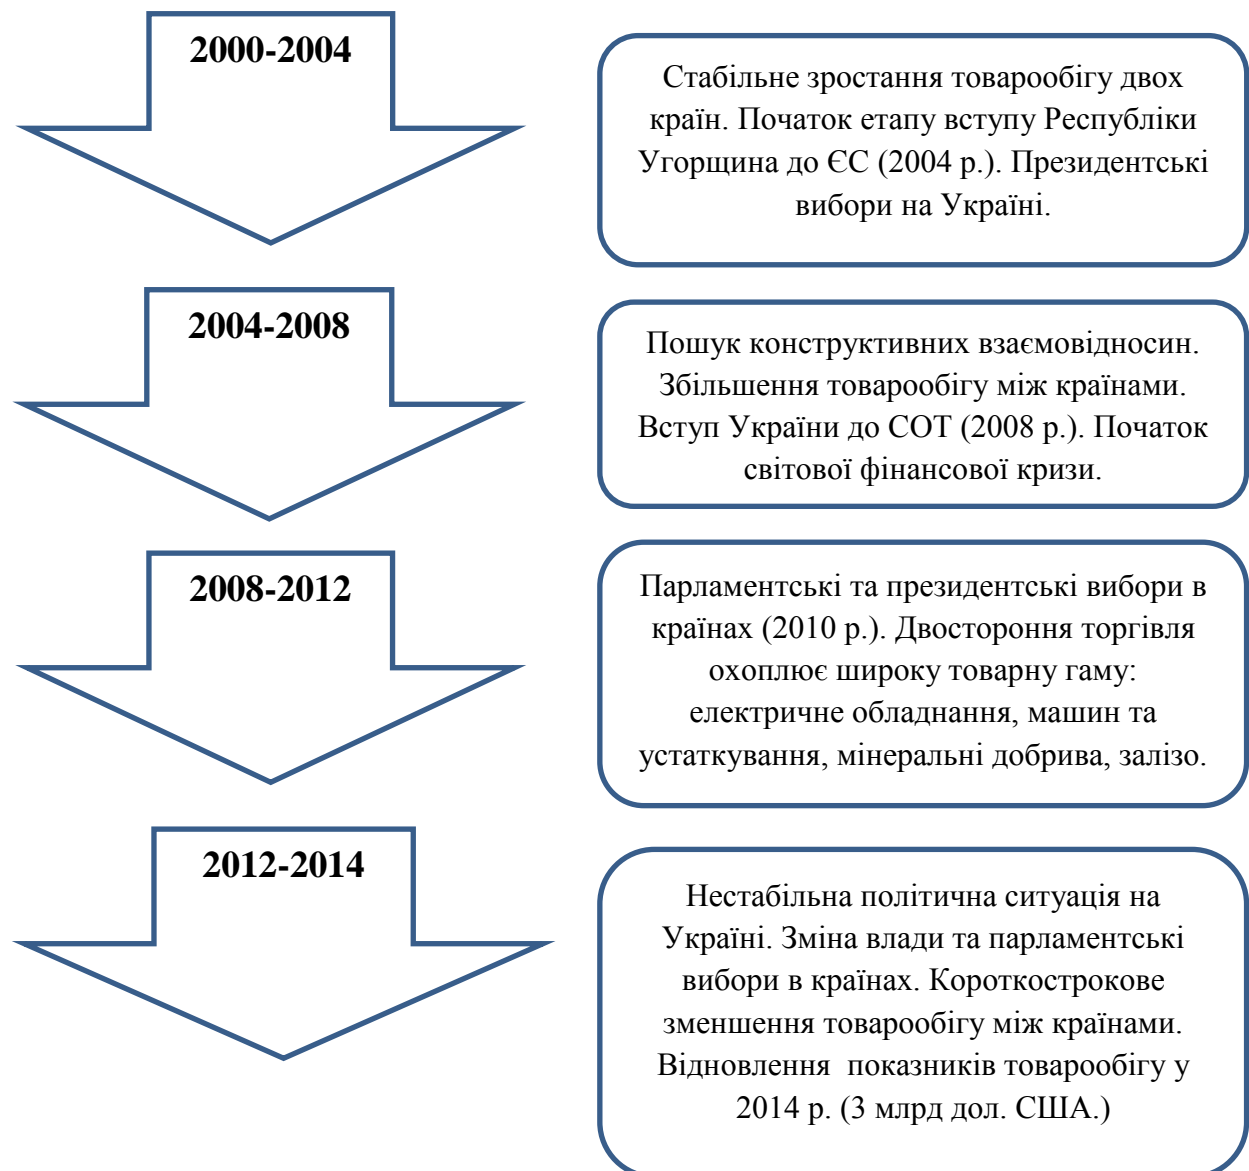 2000-2004
Стабільне зростання товарообігу двох
країн. Початок етапу вступу Республіки
Угорщина до ЄС (2004 р.). Президентські
вибори на Україні.
2004-2008
Пошук конструктивних взаємовідносин.
Збільшення товарообігу між країнами.
Вступ України до СОТ (2008 р.). Початок
світової фінансової кризи.
2008-2012
Парламентські та президентські вибори в
країнах (2010 р.). Двостороння торгівля
охоплює широку товарну гаму:
електричне обладнання, машин та
устаткування, мінеральні добрива, залізо.
2012-2014
Нестабільна політична ситуація на
Україні. Зміна влади та парламентські
вибори в країнах. Короткострокове
зменшення товарообігу між країнами.
Відновлення  показників товарообігу у
2014 р. (3 млрд дол. США.)